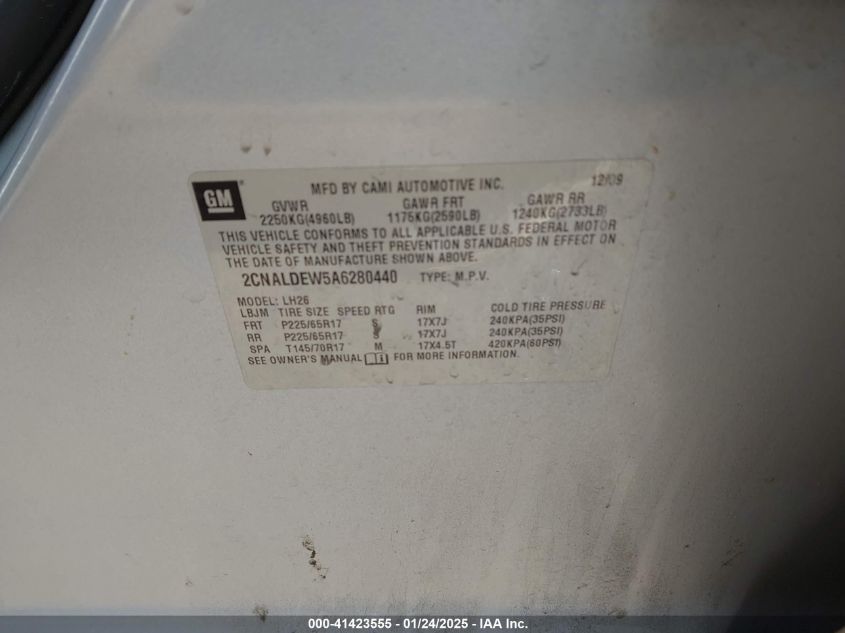 GM ®
MFD BY CAMI AUTOMOTIVE INC. 12/09
GVWR GAWR FRT GAWR RR
2250KG(4960LB) 1175KG(2590LB) 1240KG(2733LB)
THIS VEHICLE CONFORMS TO ALL APPLICABLE U.S. FEDERAL MOTOR
VEHICLE SAFETY AND THEFT PREVENTION STANDARDS IN EFFECT ON
THE DATE OF MANUFACTURE SHOWN ABOVE.
2CNALDEW5A6280440 TYPE: M.P.V.
MODEL: LH26
LBJM TIRE SIZE SPEED RTG RIM COLD TIRE PRESSURE
FRT P225/65R17 S 17X7J 240KPA(35PSI)
RR P225/65R17 S 17X7J 240KPA(35PSI)
SPA T145/70R17 M 17X4.5T 420KPA(60PSI)
SEE OWNER'S MANUAL i FOR MORE INFORMATION.
000-41423555 - 01/24/2025 - IAA Inc.